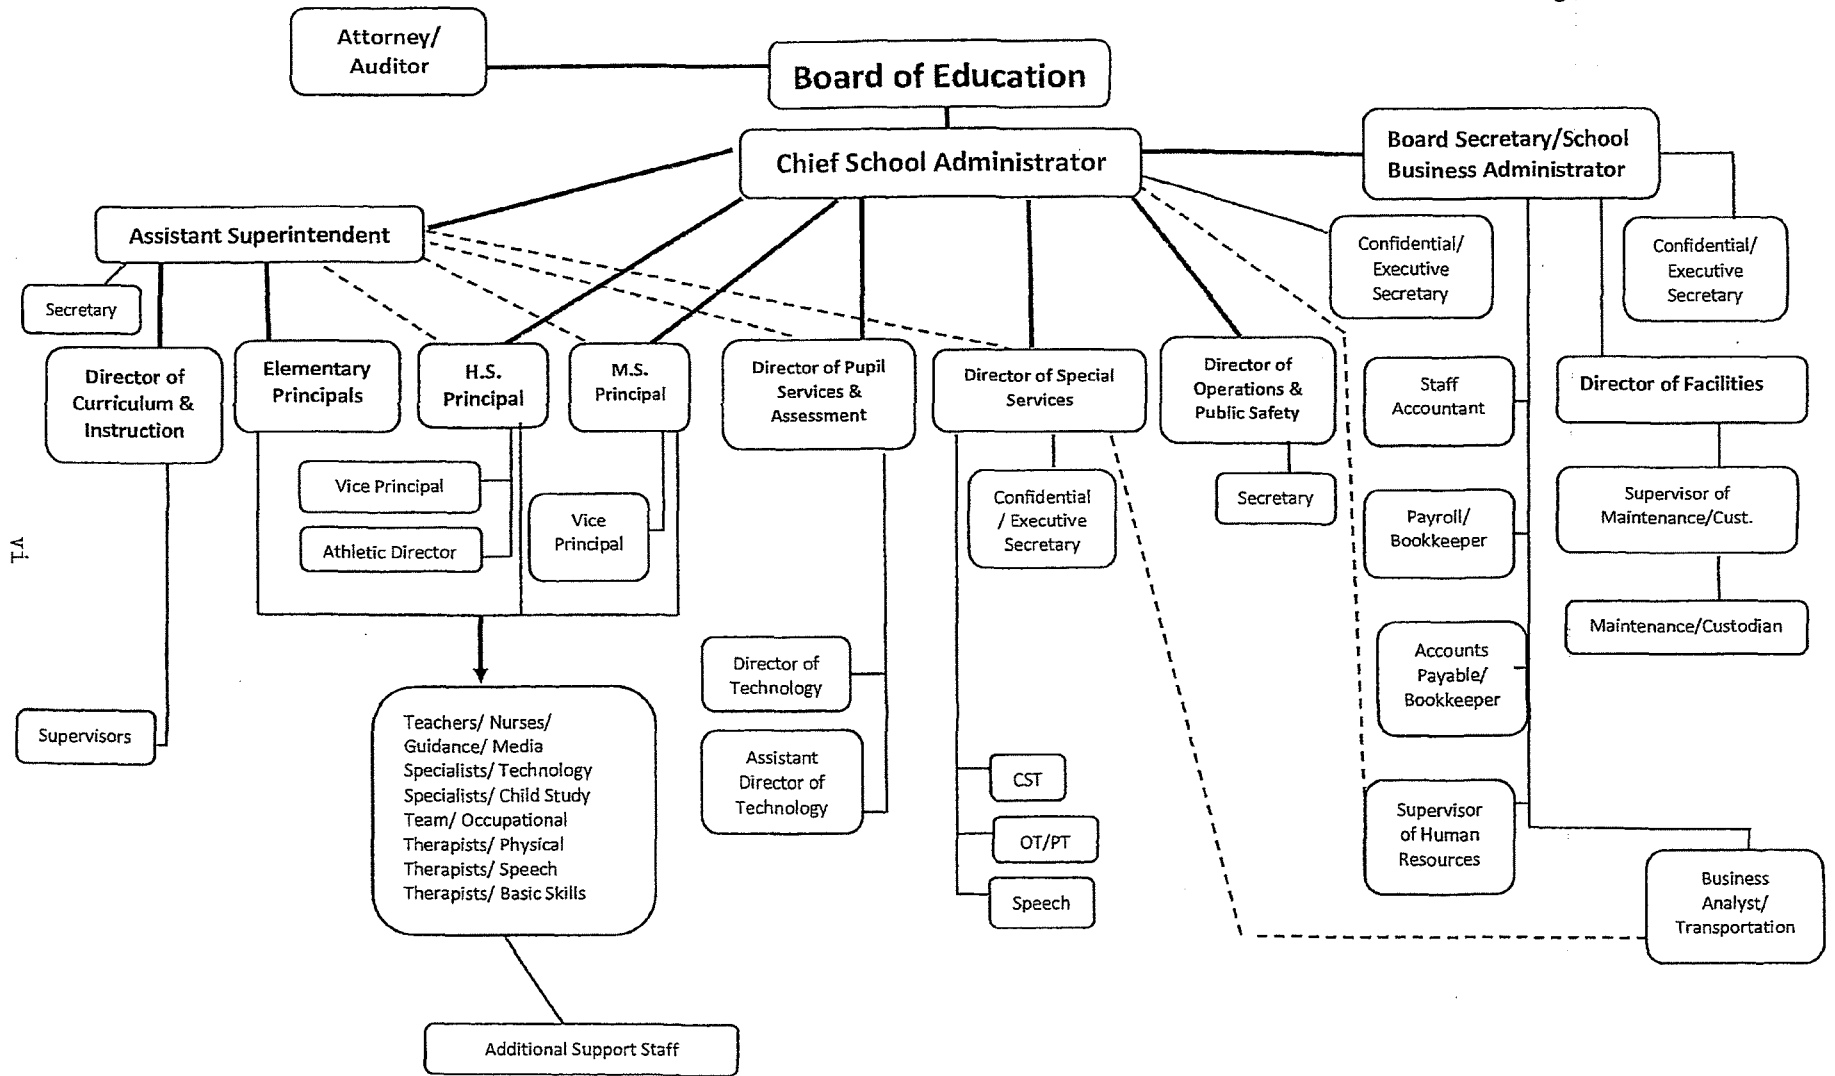 Attorney/
Auditor
Board of Education
Chief School Administrator
Board Secretary/School
Business Administrator
Assistant Superintendent
Confidential/
Executive
Secretary
Confidential/
Executive
Secretary
Secretary
Director of
Curriculum &
Instruction
Elementary
Principals
H.S.
Principal
M.S.
Principal
Director of Pupil
Services &
Assessment
Director of Special
Services
Director of
Operations &
Public Safety
Staff
Accountant
Director of Facilities
Vice Principal
Athletic Director
Vice
Principal
Confidential
/ Executive
Secretary
Secretary
Payroll/
Bookkeeper
Supervisor of
Maintenance/Cust.
vi
Maintenance/Custodian
Accounts
Payable/
Bookkeeper
Director of
Technology
Assistant
Director of
Technology
Supervisors
Teachers/ Nurses/
Guidance/ Media
Specialists/ Technology
Specialists/ Child Study
Team/ Occupational
Therapists/ Physical
Therapists/ Speech
Therapists/ Basic Skills
CST
OT/PT
Speech
Supervisor
of Human
Resources
Business
Analyst/
Transportation
Additional Support Staff